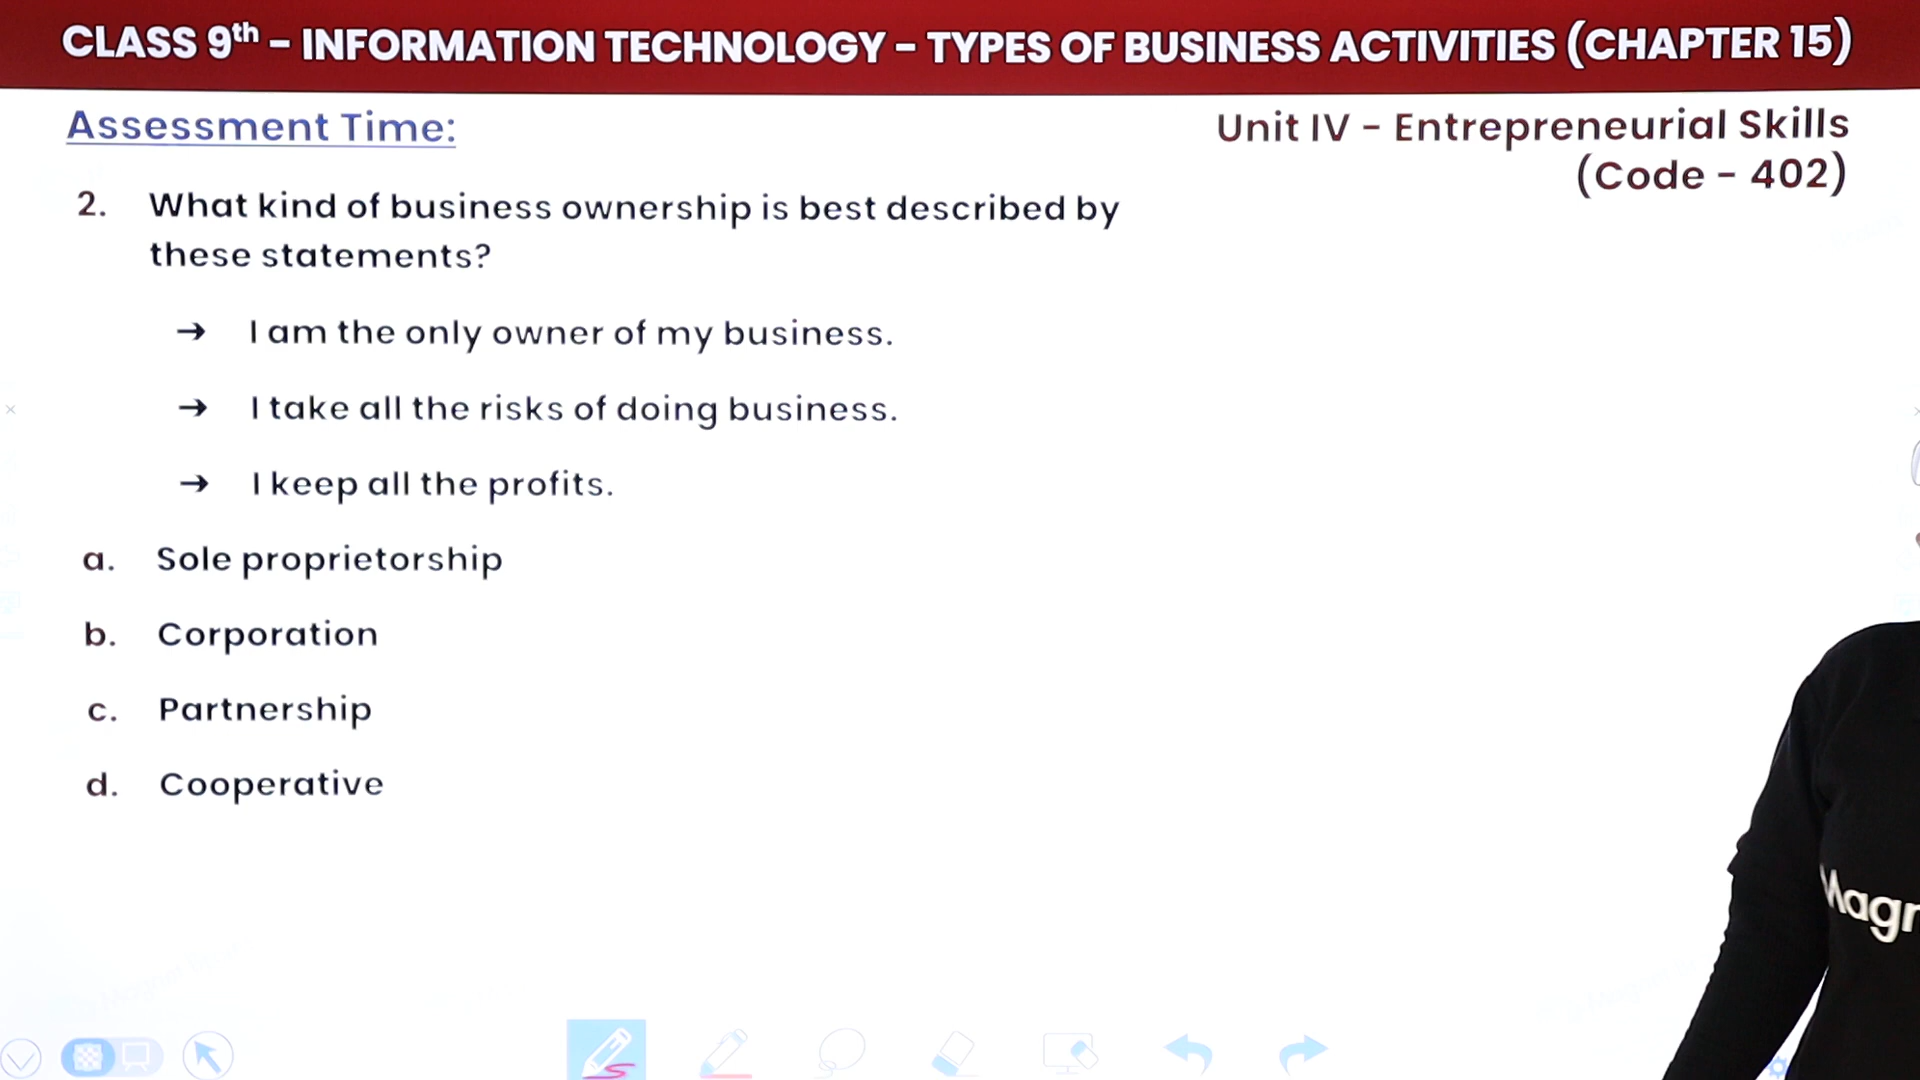 CLASS 9th – INFORMATION TECHNOLOGY – TYPES OF BUSINESS ACTIVITIES (CHAPTER 15)
Assessment Time:
Unit IV – Entrepreneurial Skills
(Code – 402)
2. What kind of business ownership is best described by
these statements?
→ I am the only owner of my business.
→ I take all the risks of doing business.
→ I keep all the profits.
a. Sole proprietorship
b. Corporation
c. Partnership
d. Cooperative
Magn